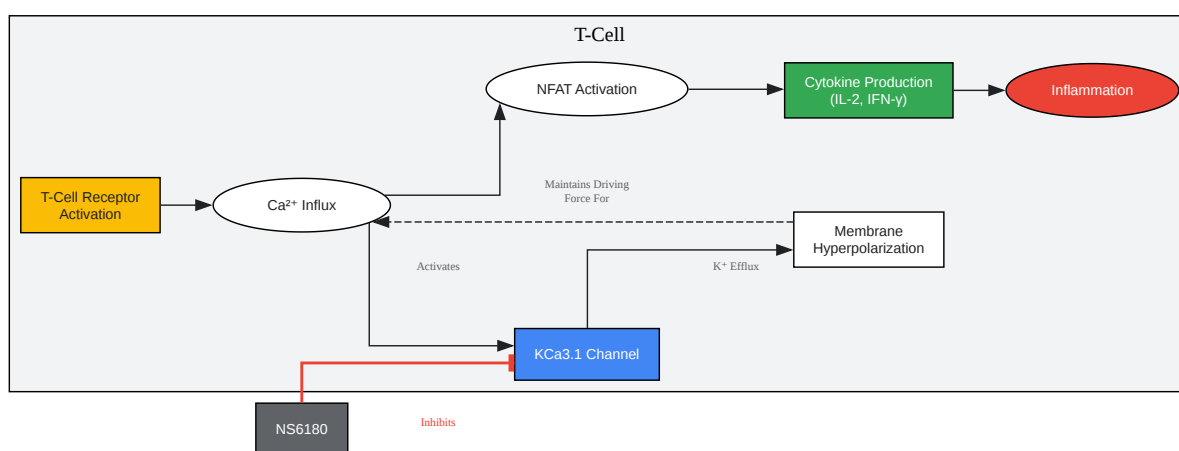 T-Cell
NFAT Activation
Cytokine Production
(IL-2, IFN-γ)
Inflammation
T-Cell Receptor
Activation
Ca²⁺ Influx
Maintains Driving
Force For
Membrane
Hyperpolarization
Activates
K⁺ Efflux
KCa3.1 Channel
NS6180
Inhibits